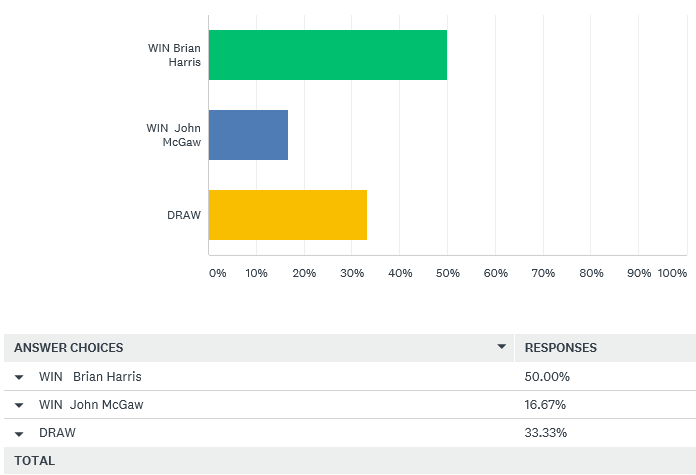 WIN Brian
Harris
WIN John
McGaw
DRAW
0% 10% 20% 30% 40% 50% 60% 70% 80% 90% 100%
ANSWER CHOICES RESPONSES
WIN Brian Harris 50.00%
WIN John McGaw 16.67%
DRAW 33.33%
TOTAL